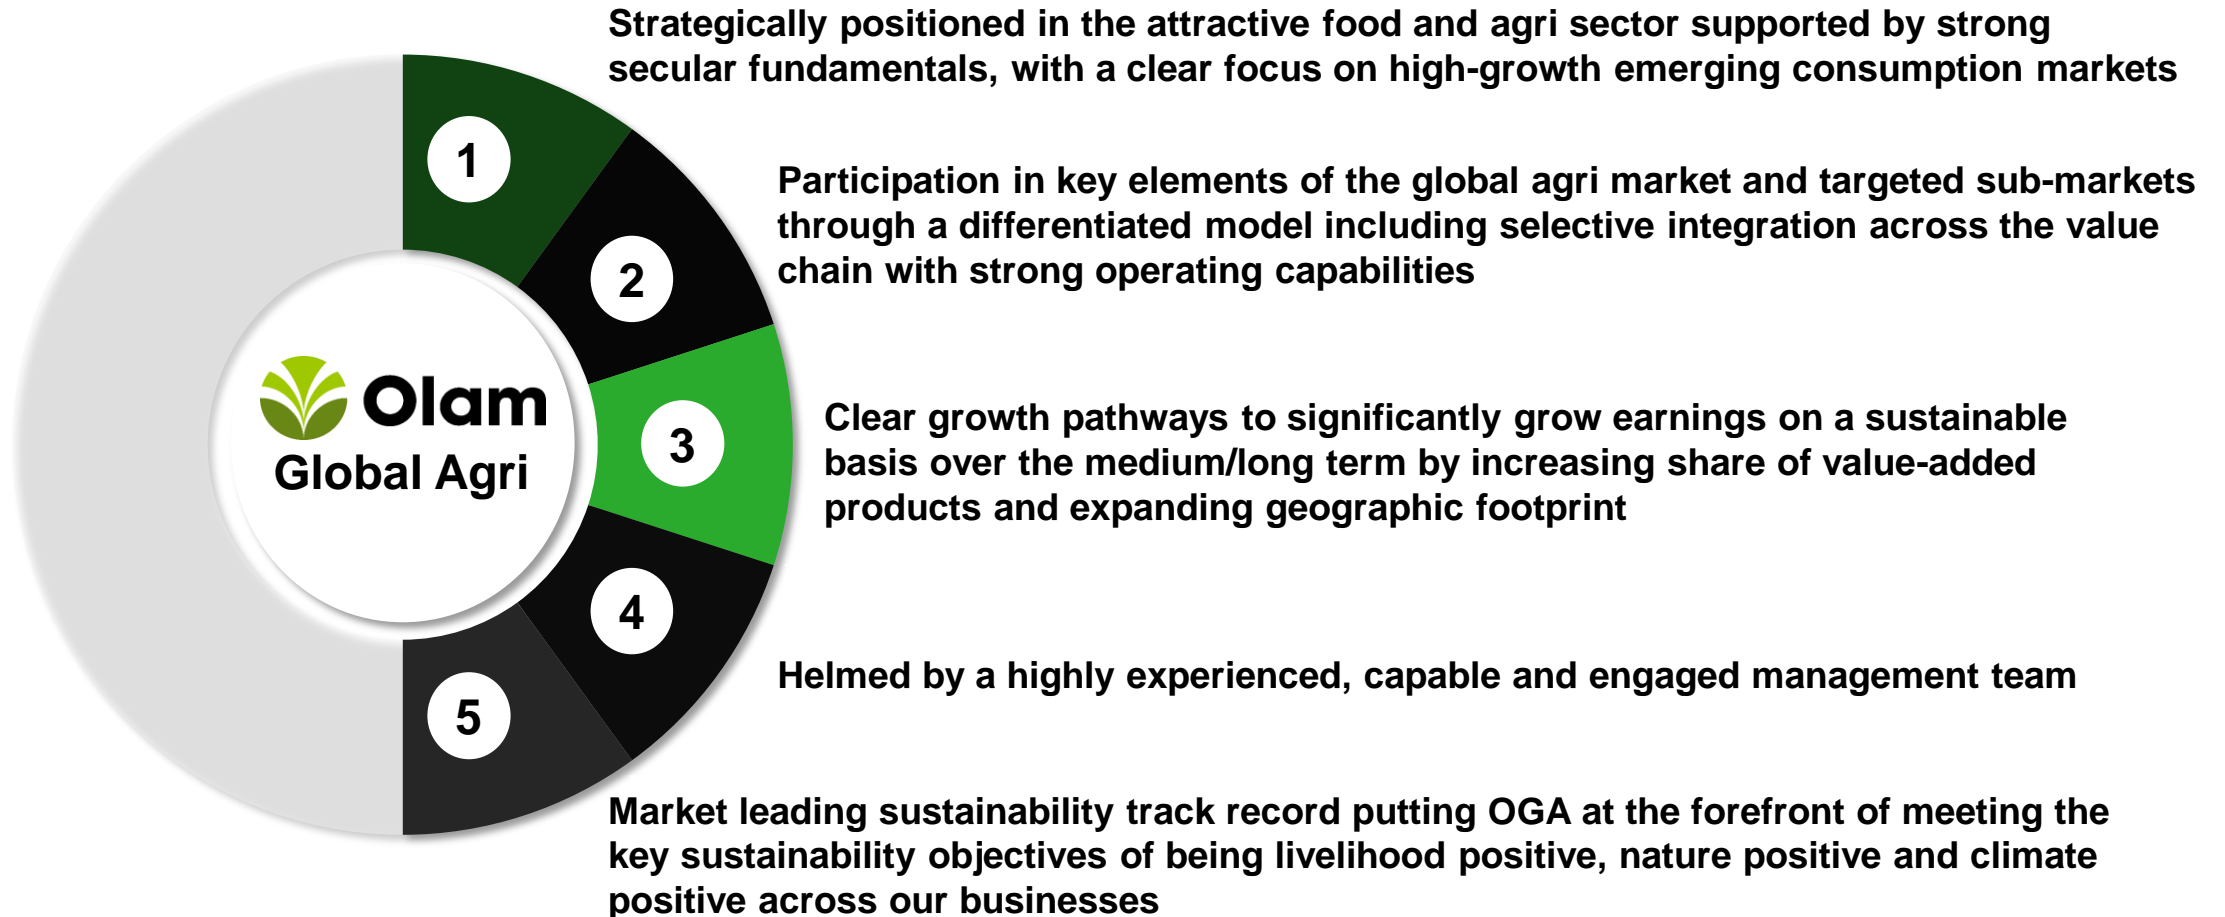 Strategically positioned in the attractive food and agri sector supported by strong
secular fundamentals, with a clear focus on high-growth emerging consumption markets
1
Participation in key elements of the global agri market and targeted sub-markets
through a differentiated model including selective integration across the value
chain with strong operating capabilities
2
Olam
Global Agri
3
Clear growth pathways to significantly grow earnings on a sustainable
basis over the medium/long term by increasing share of value-added
products and expanding geographic footprint
4
Helmed by a highly experienced, capable and engaged management team
5
Market leading sustainability track record putting OGA at the forefront of meeting the
key sustainability objectives of being livelihood positive, nature positive and climate
positive across our businesses